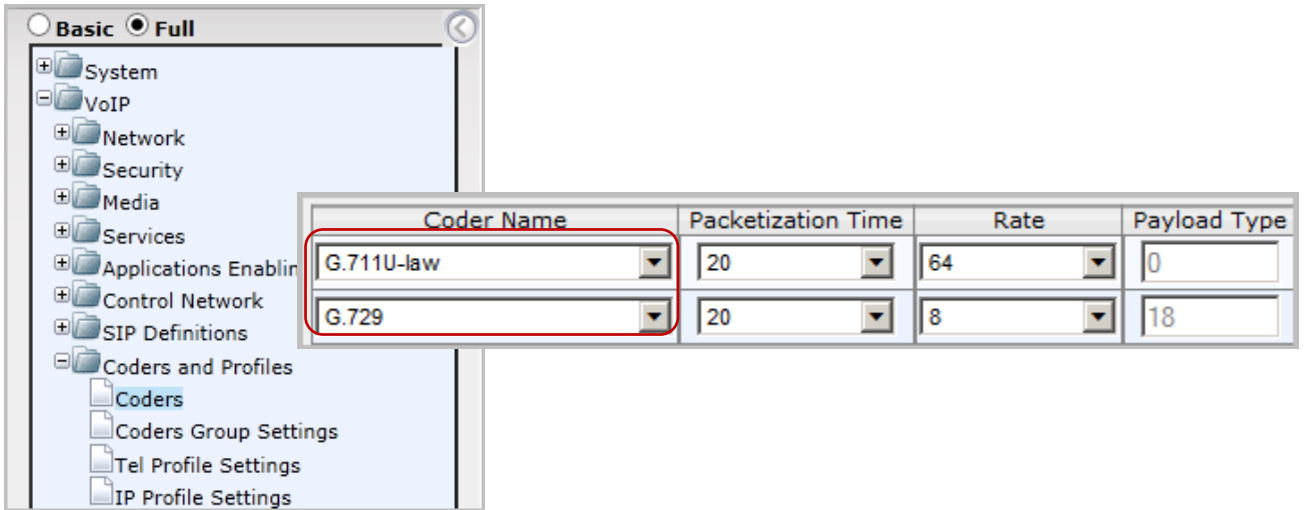 Basic Full
System
VoIP
Network
Security
Media
Services
Applications Enablin
Control Network
SIP Definitions
Coders and Profiles
Coders
Coders Group Settings
Tel Profile Settings
IP Profile Settings
Coder Name Packetization Time Rate Payload Type
G.711U-law 20 64 0
G.729 20 8 18